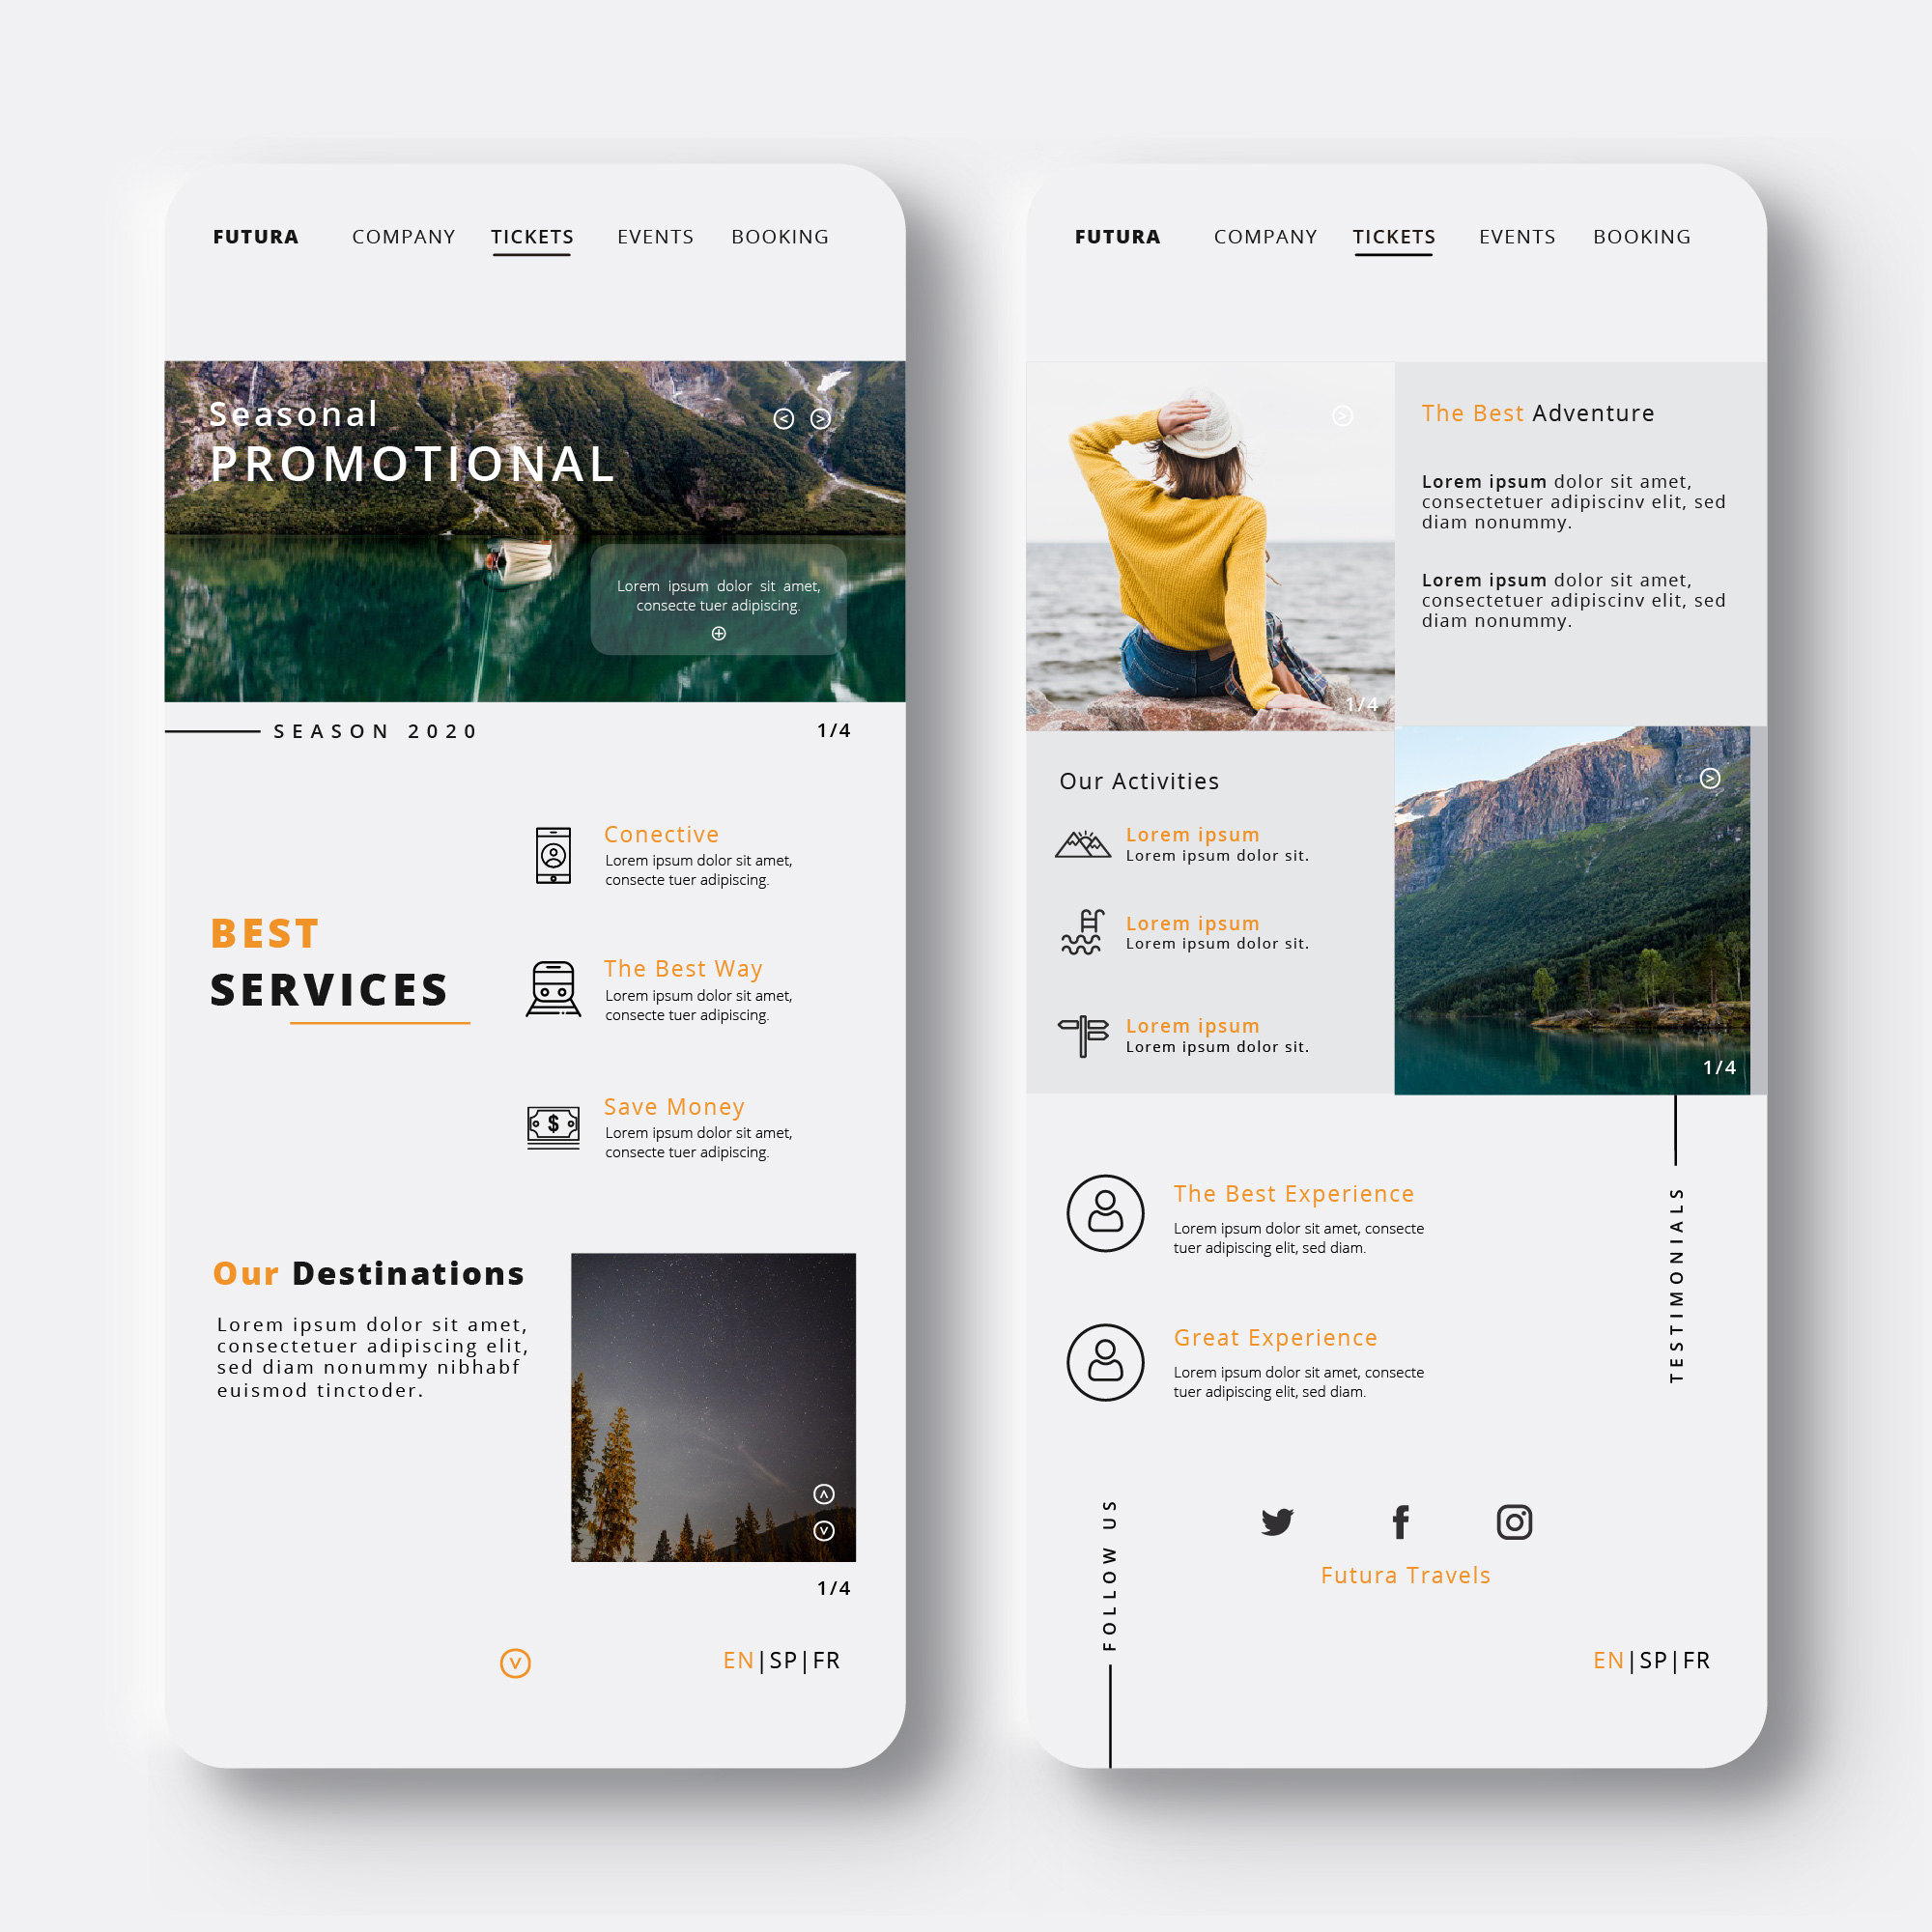 FUTURA COMPANY TICKETS EVENTS BOOKING
Seasonal
PROMOTIONAL
Lorem ipsum dolor sit amet,
consecte tuer adipiscing.
SEASON 2020
1/4
BEST
SERVICES
Conective
Lorem ipsum dolor sit amet,
consecte tuer adipiscing.
The Best Way
Lorem ipsum dolor sit amet,
consecte tuer adipiscing.
$
Save Money
Lorem ipsum dolor sit amet,
consecte tuer adipiscing.
Our Destinations
Lorem ipsum dolor sit amet,
consectetuer adipiscing elit,
sed diam nonummy nibhabf
euismod tinctoder.
1/4
EN|SP|FR
FUTURA COMPANY TICKETS EVENTS BOOKING
1/4
The Best Adventure
Lorem ipsum dolor sit amet,
consectetuer adipiscinv elit, sed
diam nonummy.
Lorem ipsum dolor sit amet,
consectetuer adipiscinv elit, sed
diam nonummy.
Our Activities
Lorem ipsum
Lorem ipsum dolor sit.
Lorem ipsum
Lorem ipsum dolor sit.
Lorem ipsum
Lorem ipsum dolor sit.
1/4
The Best Experience
Lorem ipsum dolor sit amet, consecte
tuer adipiscing elit, sed diam.
Great Experience
Lorem ipsum dolor sit amet, consecte
tuer adipiscing elit, sed diam.
TESTIMONIALS
FOLLOW US
Futura Travels
EN|SP|FR